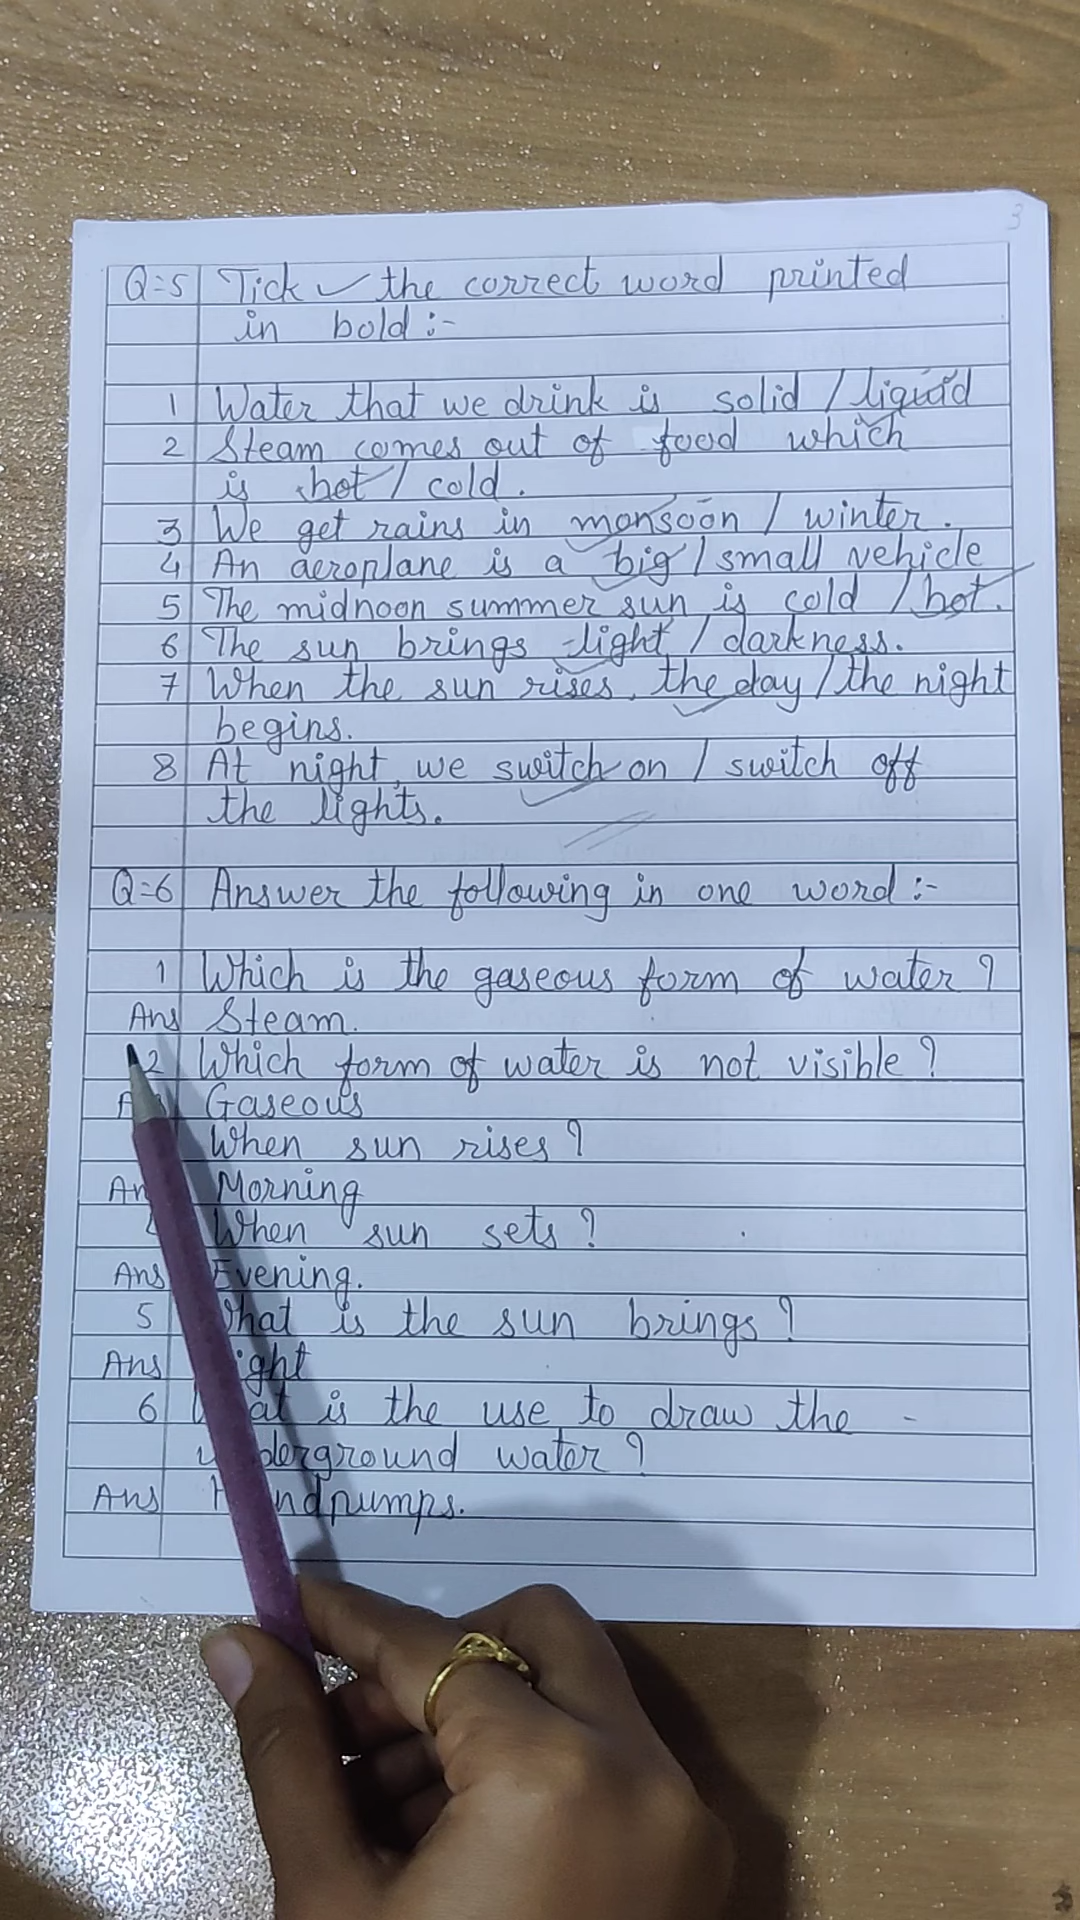 3
Q=5 Tick ✓ the correct word printed
in bold :-
1 Water that we drink is solid / liquid
2 Steam comes out of food which
is hot / cold.
3 We get rains in monsoon / winter.
4 An aeroplane is a big / small vehicle
5 The midnoon summer sun is cold / hot.
6 The sun brings light / darkness.
7 When the sun rises, the day / the night
begins.
8 At night, we switch on / switch off
the lights.
Q=6 Answer the following in one word :-
1 Which is the gaseous form of water?
Ans Steam.
2 Which form of water is not visible?
Gaseous
When sun rises?
Morning
When sun sets?
Ans Evening.
5 What is the sun brings?
Ans Light
6 What is the use to draw the -
underground water?
Ans Handpumps.